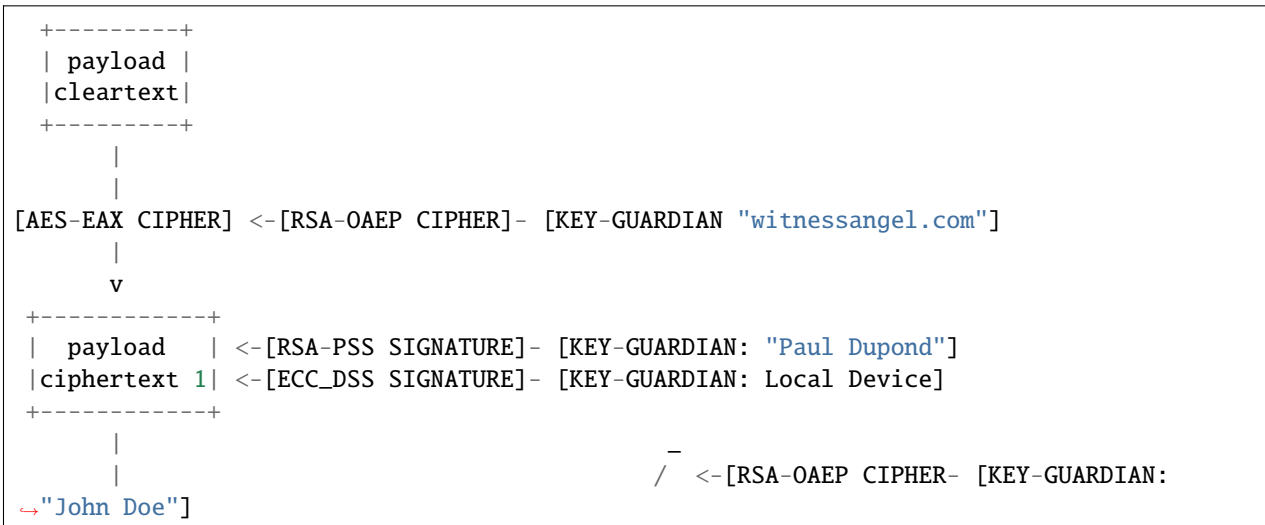 +---------+
| payload |
|cleartext|
+---------+
|
|
[AES-EAX CIPHER] <-[RSA-OAEP CIPHER]- [KEY-GUARDIAN "witnessangel.com"]
|
v
+------------+
|  payload   | <-[RSA-PSS SIGNATURE]- [KEY-GUARDIAN: "Paul Dupond"]
|ciphertext 1| <-[ECC_DSS SIGNATURE]- [KEY-GUARDIAN: Local Device]
+------------+
|                                   _
|                                  /  <-[RSA-OAEP CIPHER- [KEY-GUARDIAN:
↪"John Doe"]